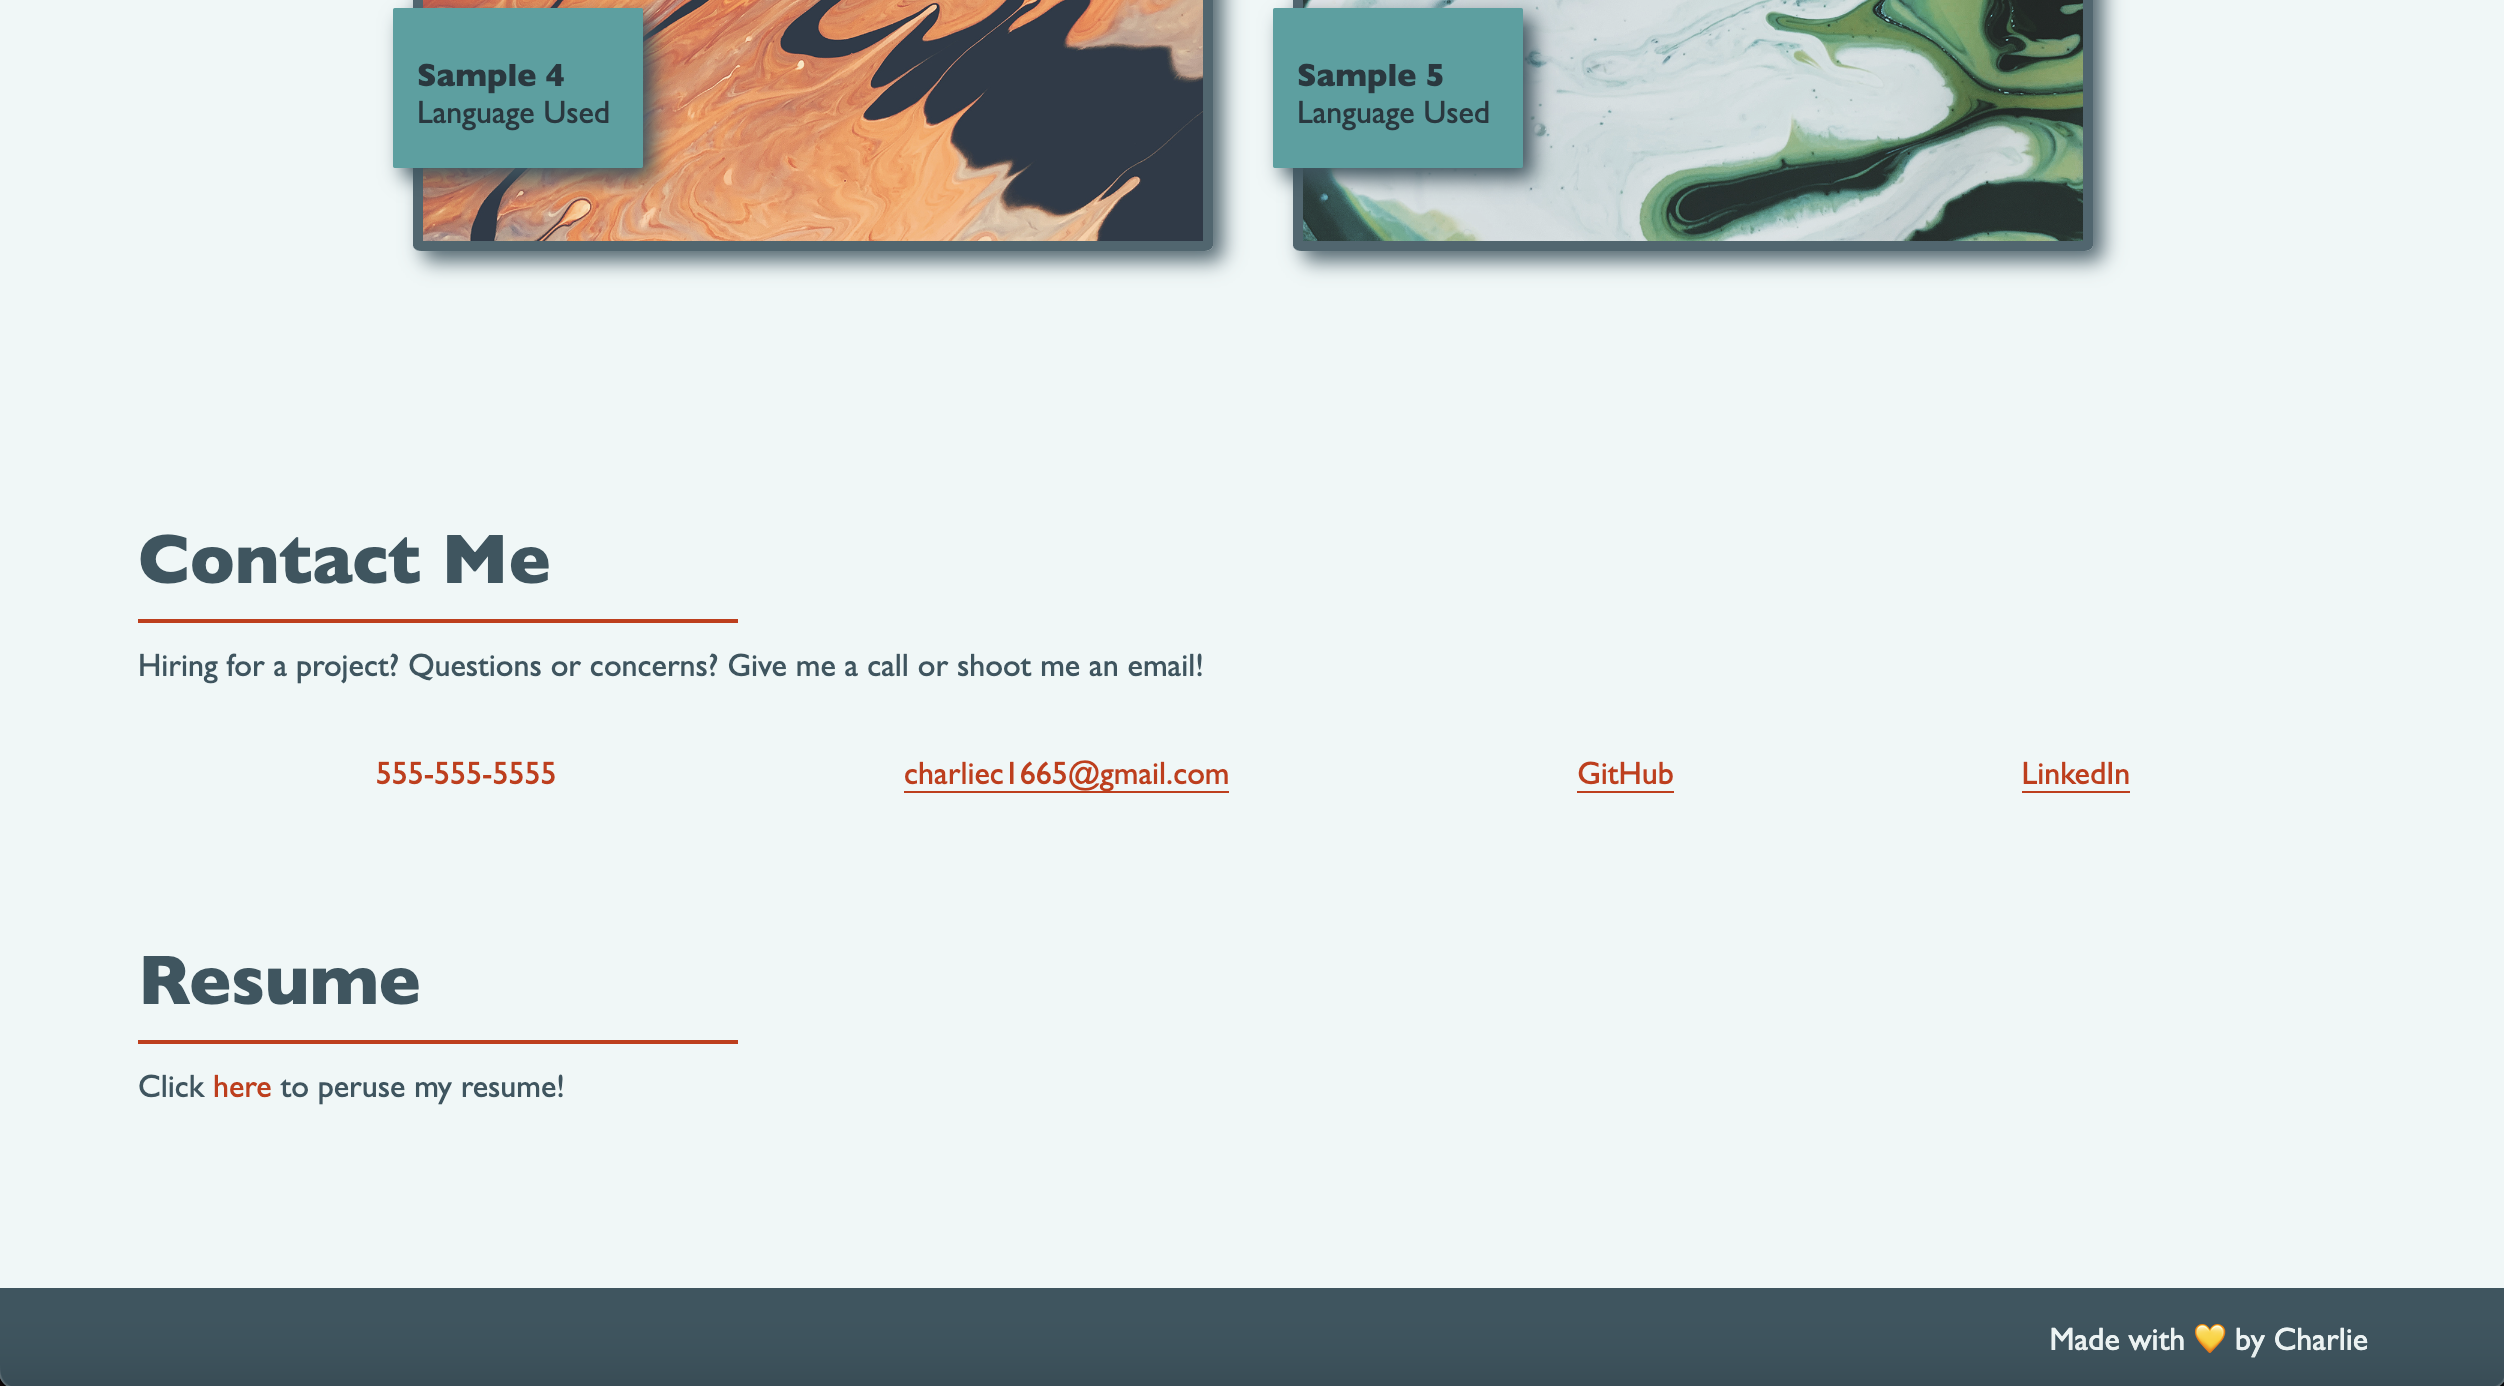 Sample 4
Language Used
Sample 5
Language Used
Contact Me
Hiring for a project? Questions or concerns? Give me a call or shoot me an email!
555-555-5555 charliec1665@gmail.com GitHub LinkedIn
Resume
Click here to peruse my resume!
Made with 💛 by Charlie